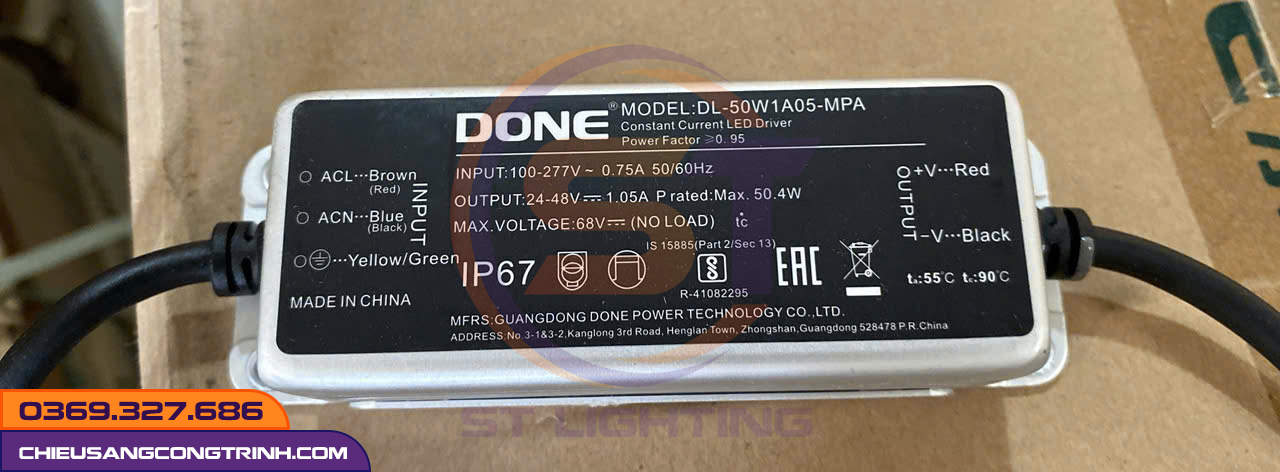 DONE®
MODEL:DL-50W1A05-MPA
Constant Current LED Driver
Power Factor ≥0.95
INPUT:100-277V ~ 0.75A 50/60Hz
OUTPUT:24-48V⎓1.05A P rated:Max. 50.4W
MAX.VOLTAGE:68V⎓(NO LOAD) tc
INPUT
ACL···Brown
(Red)
ACN···Blue
(Black)
···Yellow/Green
MADE IN CHINA
OUTPUT
+V···Red
-V···Black
ta:55°C tc:90°C
IP67
IS 15885(Part 2/Sec 13)
R-41082295
EAC
MFRS:GUANGDONG DONE POWER TECHNOLOGY CO.,LTD.
ADDRESS:No.3-1&3-2,Kanglong 3rd Road, Henglan Town, Zhongshan,Guangdong 528478 P.R.China
ST
ST LIGHTING
0369.327.686
CHIEUSANGCONGTRINH.COM